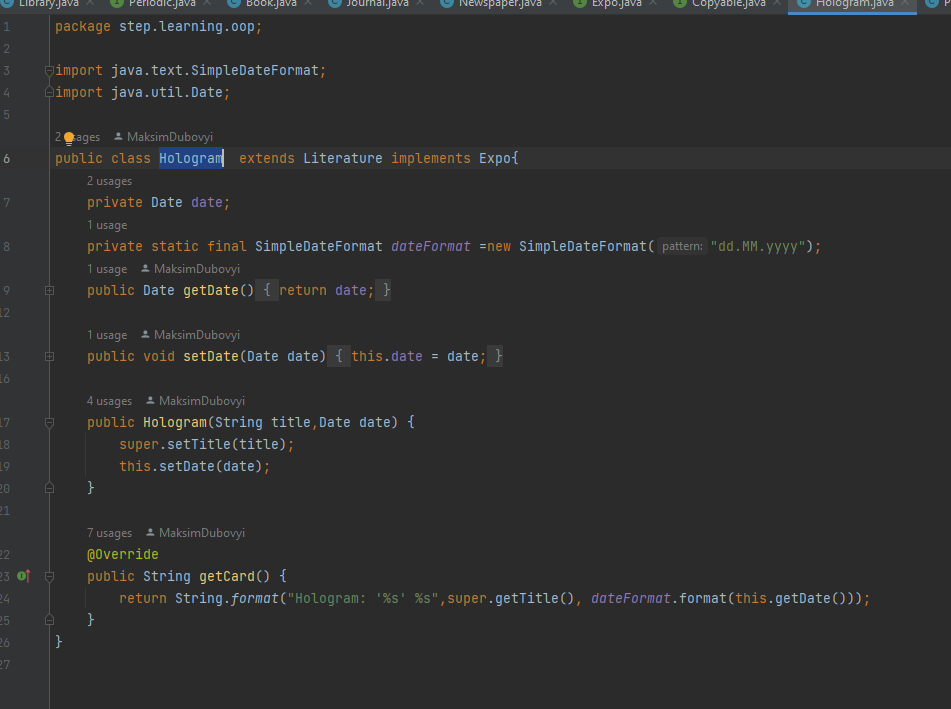 Library.java Periodic.java Book.java Journal.java Newspaper.java Expo.java Copyable.java Hologram.java
1 package step.learning.oop;
2
3 import java.text.SimpleDateFormat;
4 import java.util.Date;
5
2 usages MaksimDubovyi
6 public class Hologram extends Literature implements Expo{
2 usages
7 private Date date;
1 usage
8 private static final SimpleDateFormat dateFormat =new SimpleDateFormat( pattern: "dd.MM.yyyy");
1 usage MaksimDubovyi
9 public Date getDate() { return date; }
12
1 usage MaksimDubovyi
13 public void setDate(Date date) { this.date = date; }
16
4 usages MaksimDubovyi
17 public Hologram(String title,Date date) {
18 super.setTitle(title);
19 this.setDate(date);
20 }
21
7 usages MaksimDubovyi
22 @Override
23 public String getCard() {
24 return String.format("Hologram: '%s' %s",super.getTitle(), dateFormat.format(this.getDate()));
25 }
26 }
27